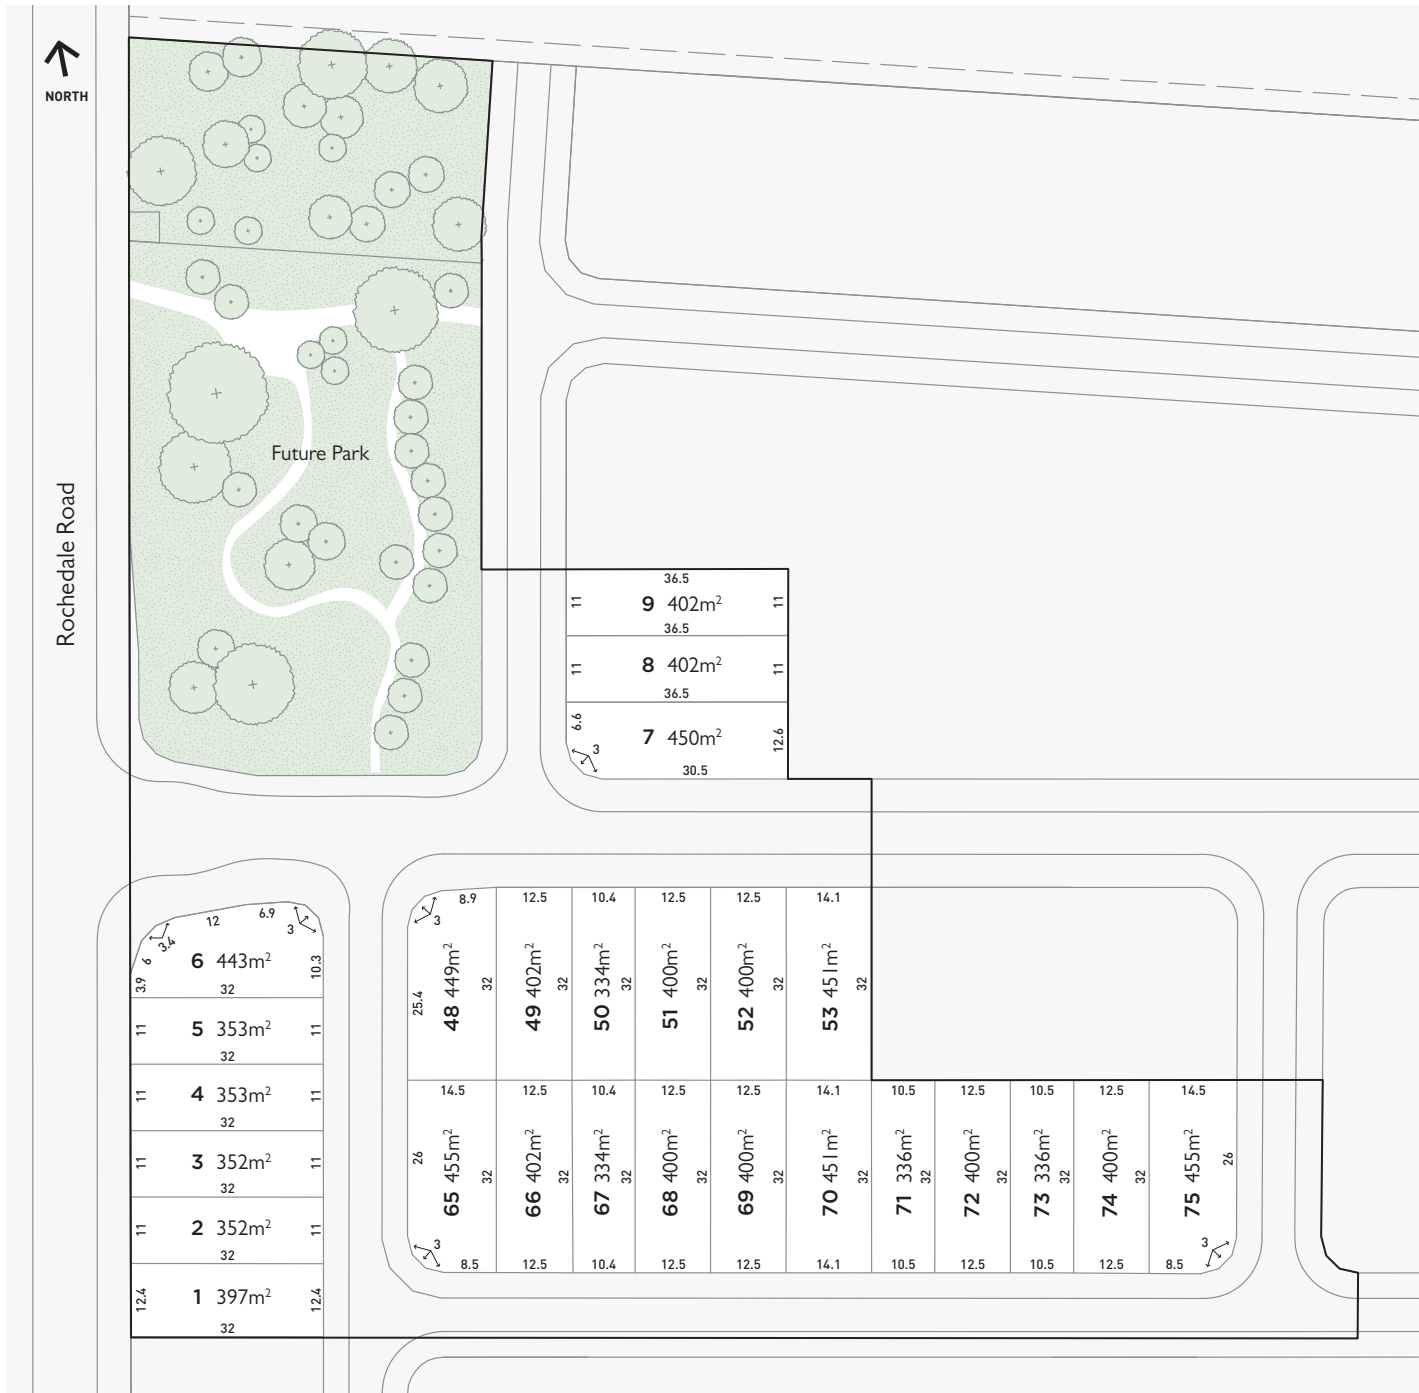 NORTH
Rochedale Road
Future Park
36.5
11
9 402m²
11
36.5
11
8 402m²
11
36.5
6.6
7 450m²
12.6
3
30.5
6.9
12
3
3.4
6
6 443m²
10.3
3.9
32
11
5 353m²
11
32
11
4 353m²
11
32
11
3 352m²
11
32
11
2 352m²
11
32
12.4
1 397m²
12.4
32
8.9
12.5
10.4
12.5
12.5
14.1
3
25.4
48 449m²
32
49 402m²
32
50 334m²
32
51 400m²
32
52 400m²
32
53 451m²
32
14.5
12.5
10.4
12.5
12.5
14.1
10.5
12.5
10.5
12.5
14.5
26
65 455m²
32
66 402m²
32
67 334m²
32
68 400m²
32
69 400m²
32
70 451m²
32
71 336m²
32
72 400m²
32
73 336m²
32
74 400m²
32
75 455m²
26
3
3
8.5
12.5
10.4
12.5
12.5
14.1
10.5
12.5
10.5
12.5
8.5